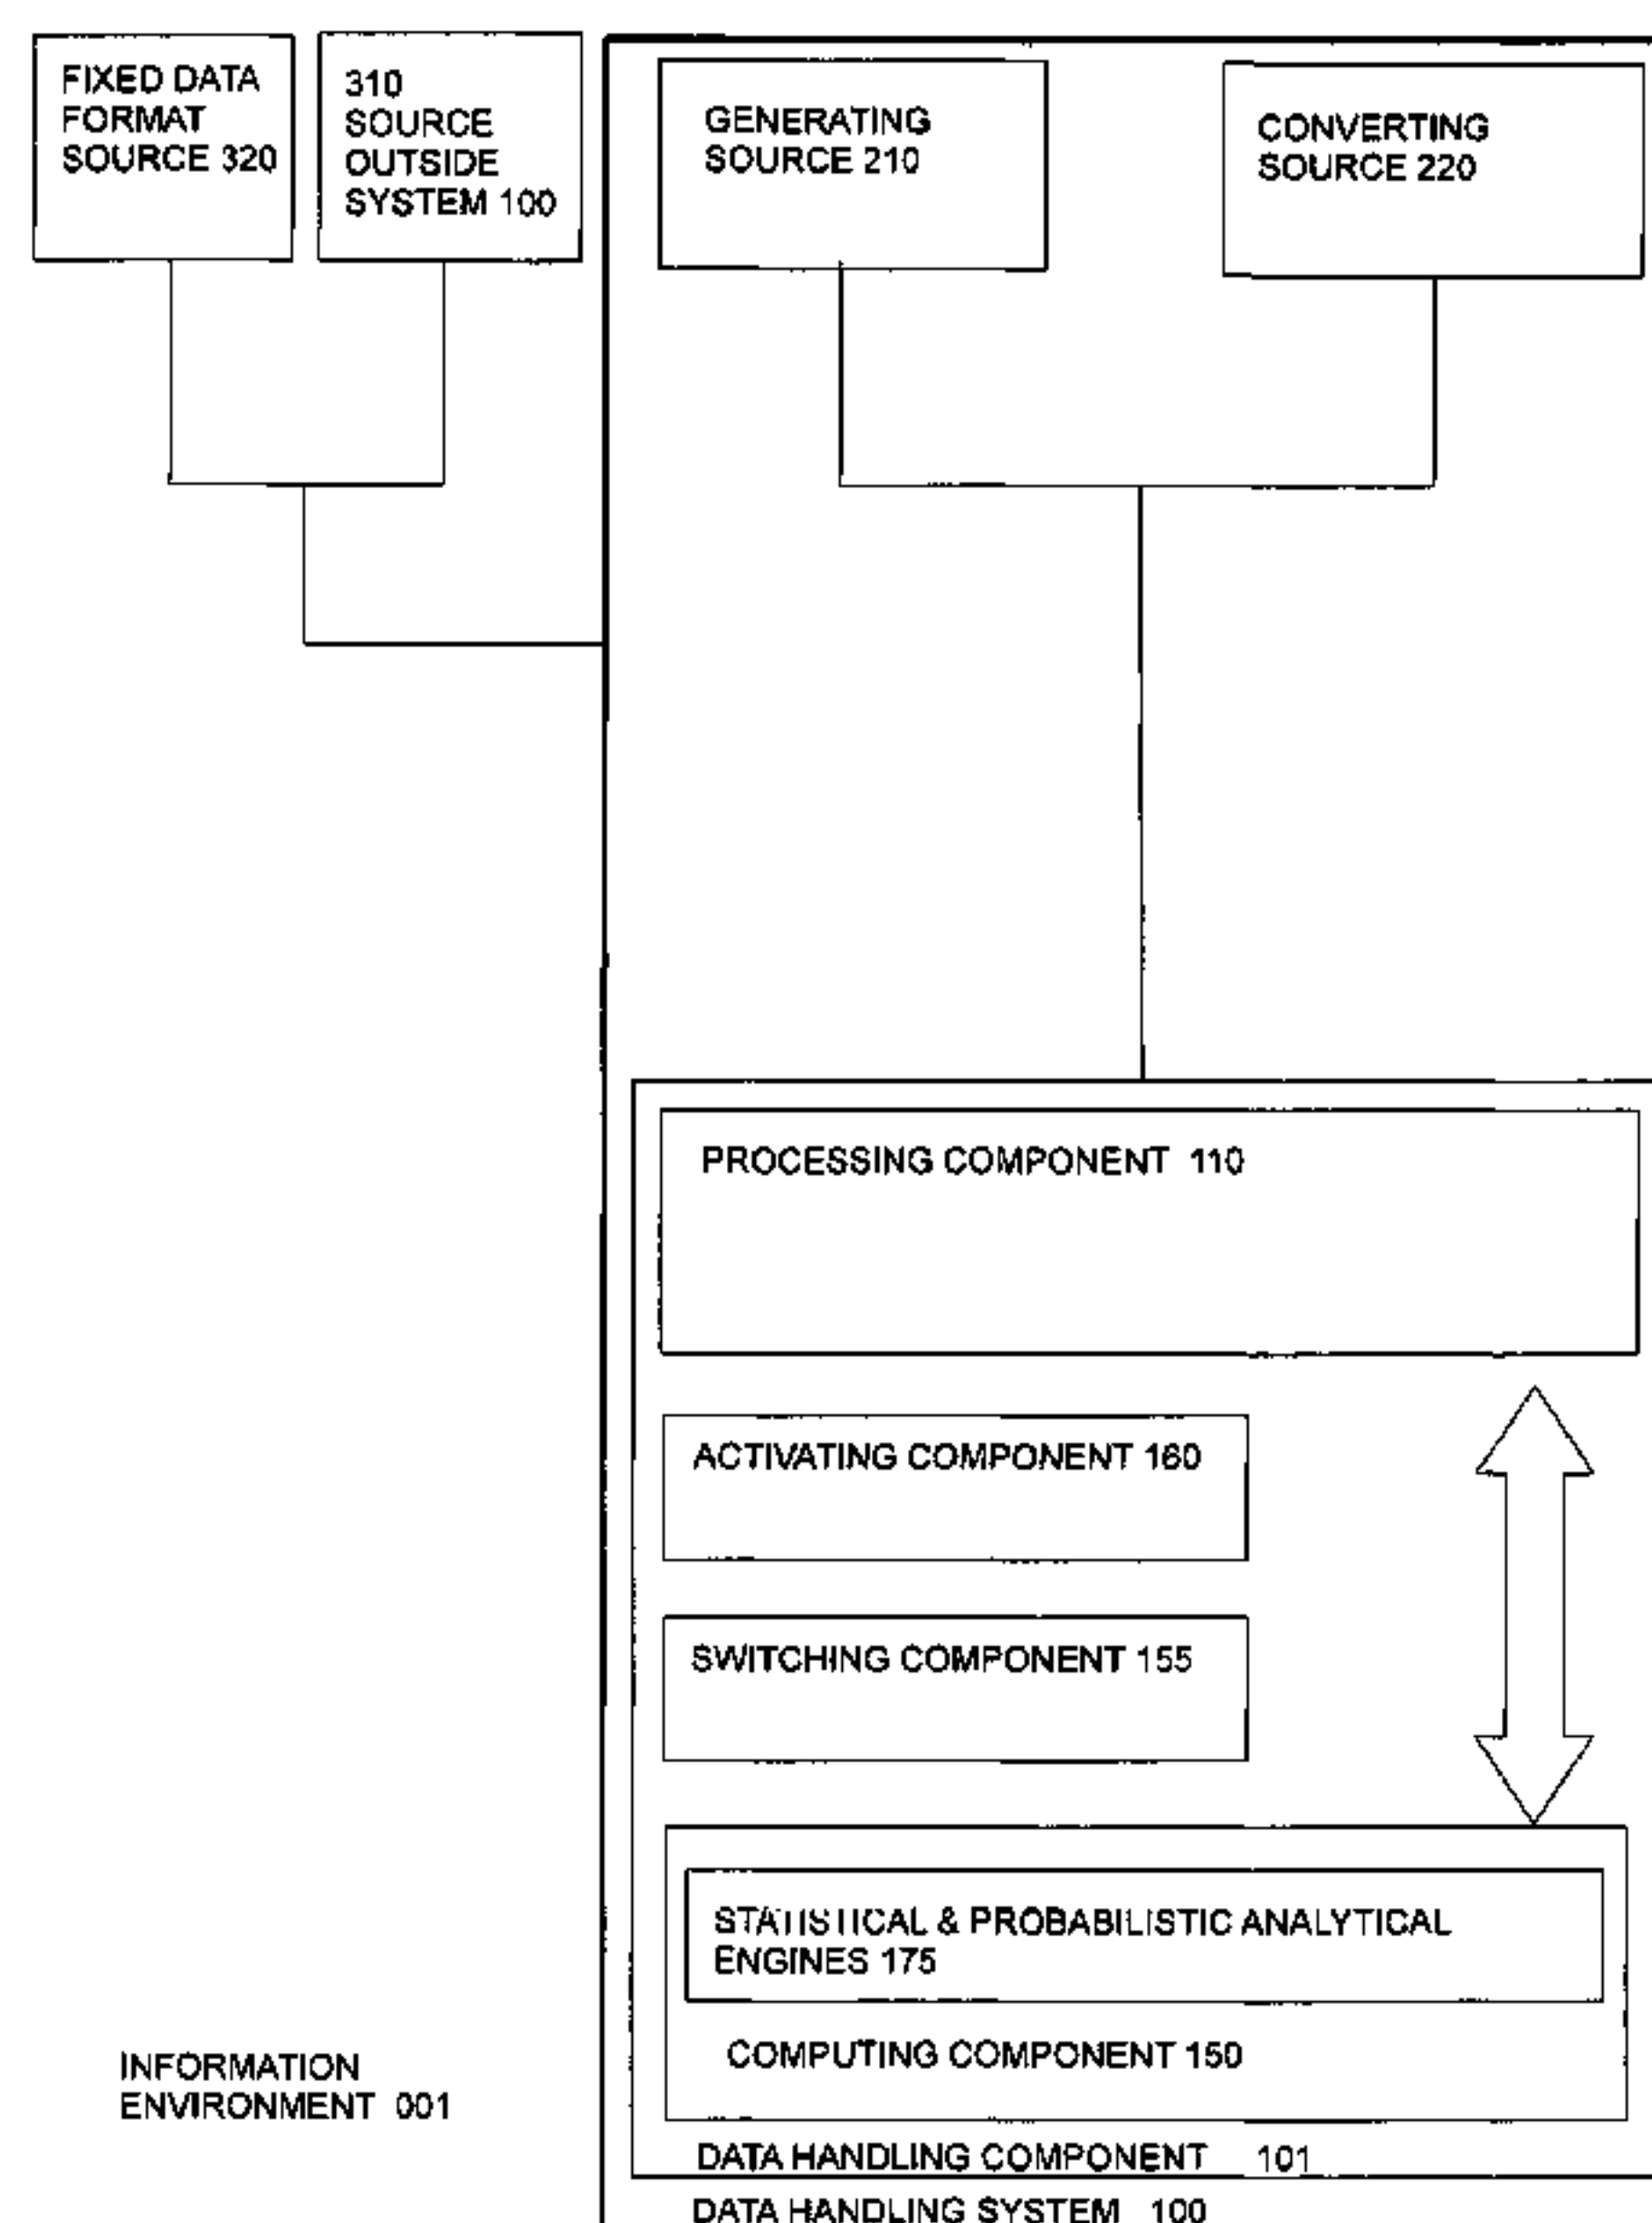 FIXED DATA
FORMAT
SOURCE 320
310
SOURCE
OUTSIDE
SYSTEM 100
GENERATING
SOURCE 210
CONVERTING
SOURCE 220
PROCESSING COMPONENT 110
ACTIVATING COMPONENT 160
SWITCHING COMPONENT 155
STATISTICAL & PROBABILISTIC ANALYTICAL
ENGINES 175
COMPUTING COMPONENT 150
INFORMATION
ENVIRONMENT 001
DATA HANDLING COMPONENT 101
DATA HANDLING SYSTEM 100